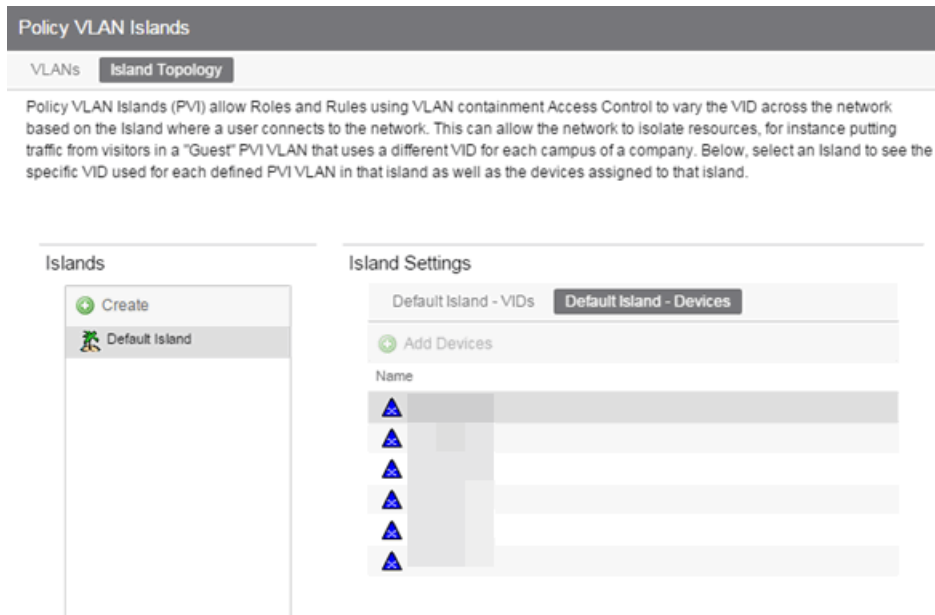 Policy VLAN Islands
VLANs Island Topology
Policy VLAN Islands (PVI) allow Roles and Rules using VLAN containment Access Control to vary the VID across the network
based on the Island where a user connects to the network. This can allow the network to isolate resources, for instance putting
traffic from visitors in a "Guest" PVI VLAN that uses a different VID for each campus of a company. Below, select an Island to see the
specific VID used for each defined PVI VLAN in that island as well as the devices assigned to that island.
Islands
Create
Default Island
Island Settings
Default Island - VIDs Default Island - Devices
Add Devices
Name